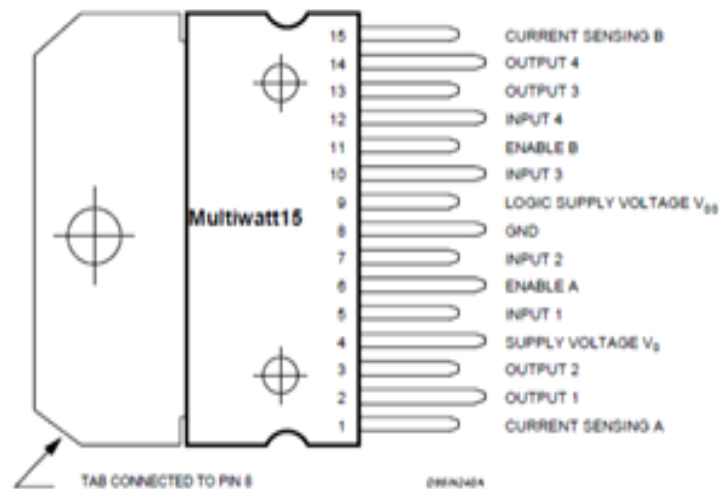 15 CURRENT SENSING B
14 OUTPUT 4
13 OUTPUT 3
12 INPUT 4
11 ENABLE B
10 INPUT 3
9 LOGIC SUPPLY VOLTAGE VSS
Multiwatt15
8 GND
7 INPUT 2
6 ENABLE A
5 INPUT 1
4 SUPPLY VOLTAGE VS
3 OUTPUT 2
2 OUTPUT 1
1 CURRENT SENSING A
TAB CONNECTED TO PIN 8